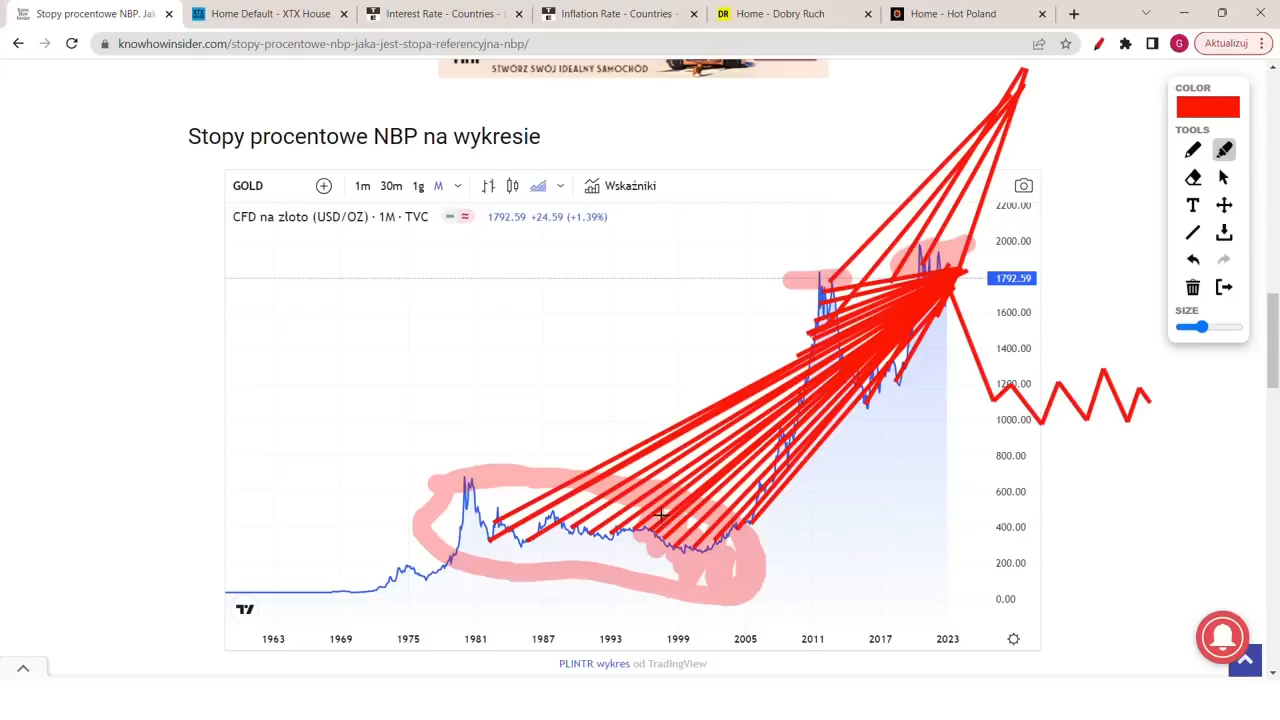 Stopy procentowe NBP. Jak
Home Default - XTX House
Interest Rate - Countries - L
Inflation Rate - Countries -
DR Home - Dobry Ruch
Home - Hot Poland
knowhowinsider.com/stopy-procentowe-nbp-jaka-jest-stopa-referencyjna-nbp/
G
Aktualizuj
STWÓRZ SWÓJ IDEALNY SAMOCHÓD
COLOR
TOOLS
SIZE
Stopy procentowe NBP na wykresie
GOLD 1m 30m 1g M Wskaźniki
CFD na złoto (USD/OZ) · 1M · TVC 1792.59 +24.59 (+1.39%)
2200.00
2000.00
1792.59
1600.00
1400.00
1200.00
1000.00
800.00
600.00
400.00
200.00
0.00
1963 1969 1975 1981 1987 1993 1999 2005 2011 2017 2023
PLINTR wykres od TradingView